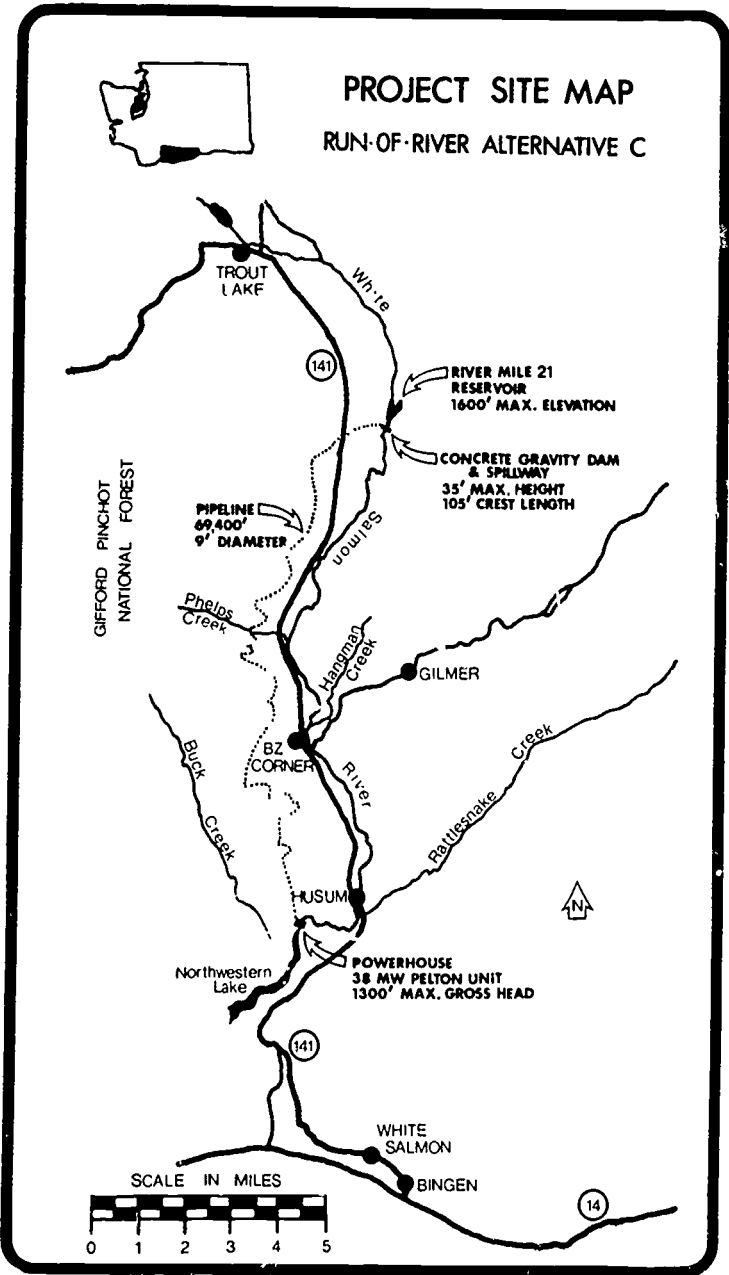 PROJECT SITE MAP
RUN·OF·RIVER ALTERNATIVE C
TROUT
LAKE
White
141
RIVER MILE 21
RESERVOIR
1600' MAX. ELEVATION
CONCRETE GRAVITY DAM
& SPILLWAY
35' MAX. HEIGHT
105' CREST LENGTH
GIFFORD PINCHOT
NATIONAL FOREST
PIPELINE
69,400'
9' DIAMETER
Salmon
Phelps
Creek
Hangman
Creek
GILMER
BZ
CORNER
River
Buck
Creek
Rattlesnake Creek
HUSUM
N
POWERHOUSE
38 MW PELTON UNIT
1300' MAX. GROSS HEAD
Northwestern
Lake
141
WHITE
SALMON
BINGEN
14
SCALE IN MILES
0 1 2 3 4 5